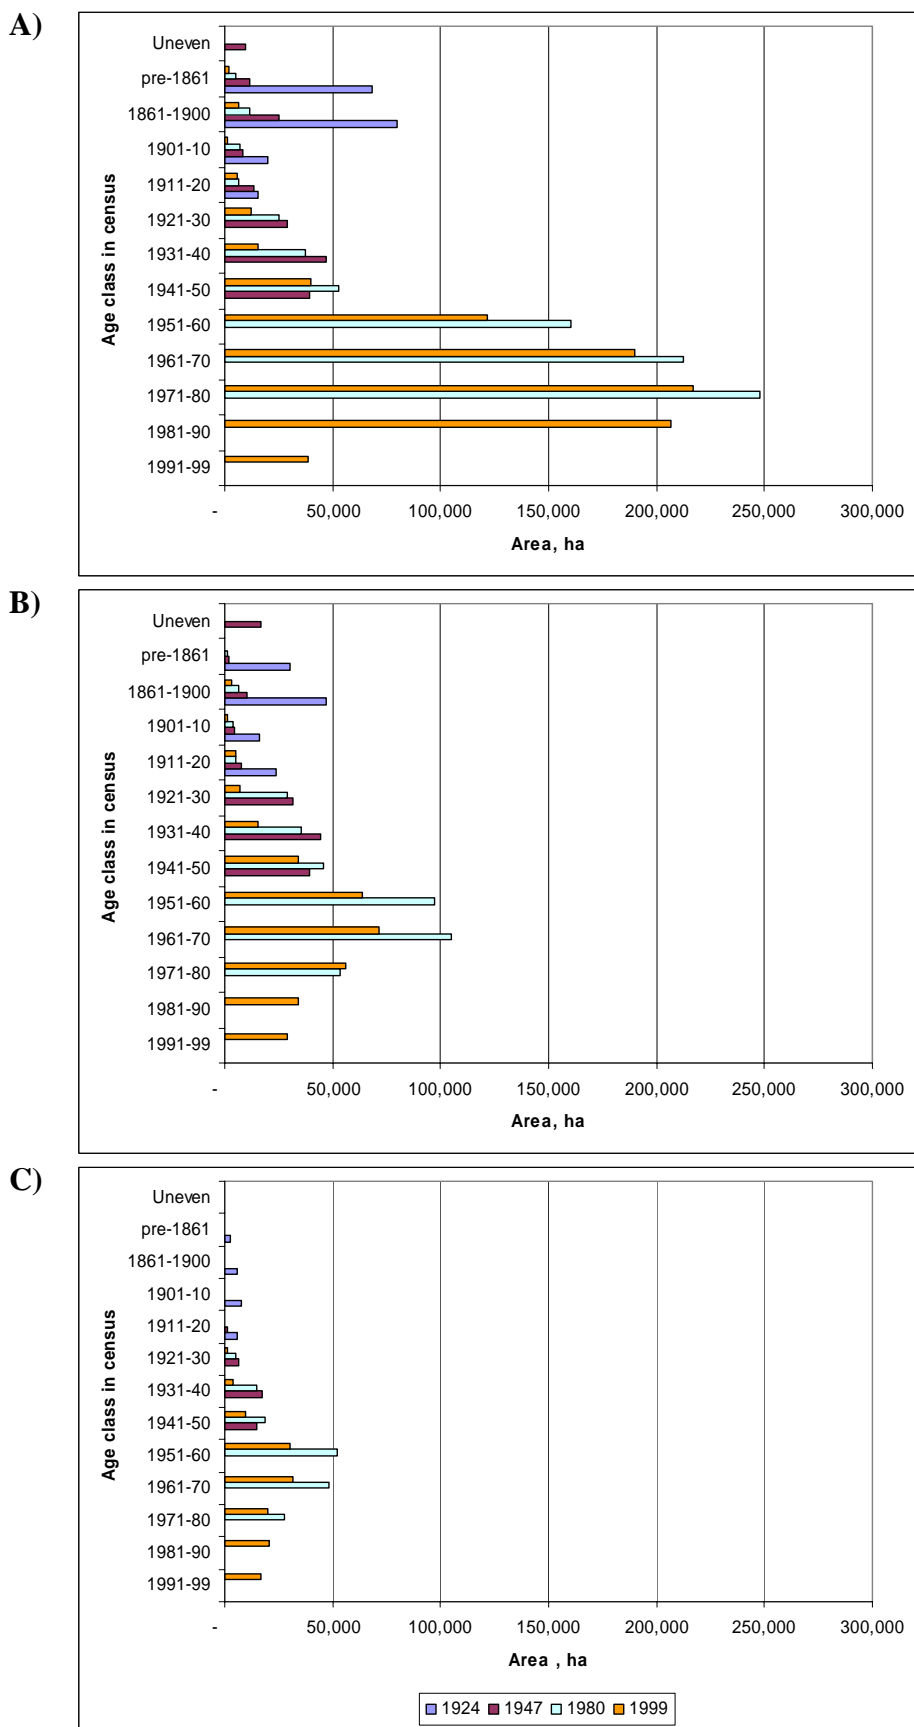 A)
Age class in census
Uneven
pre-1861
1861-1900
1901-10
1911-20
1921-30
1931-40
1941-50
1951-60
1961-70
1971-80
1981-90
1991-99
- 50,000 100,000 150,000 200,000 250,000 300,000
Area, ha
B)
Age class in census
Uneven
pre-1861
1861-1900
1901-10
1911-20
1921-30
1931-40
1941-50
1951-60
1961-70
1971-80
1981-90
1991-99
- 50,000 100,000 150,000 200,000 250,000 300,000
Area, ha
C)
Age class in census
Uneven
pre-1861
1861-1900
1901-10
1911-20
1921-30
1931-40
1941-50
1951-60
1961-70
1971-80
1981-90
1991-99
- 50,000 100,000 150,000 200,000 250,000 300,000
Area , ha
1924 1947 1980 1999